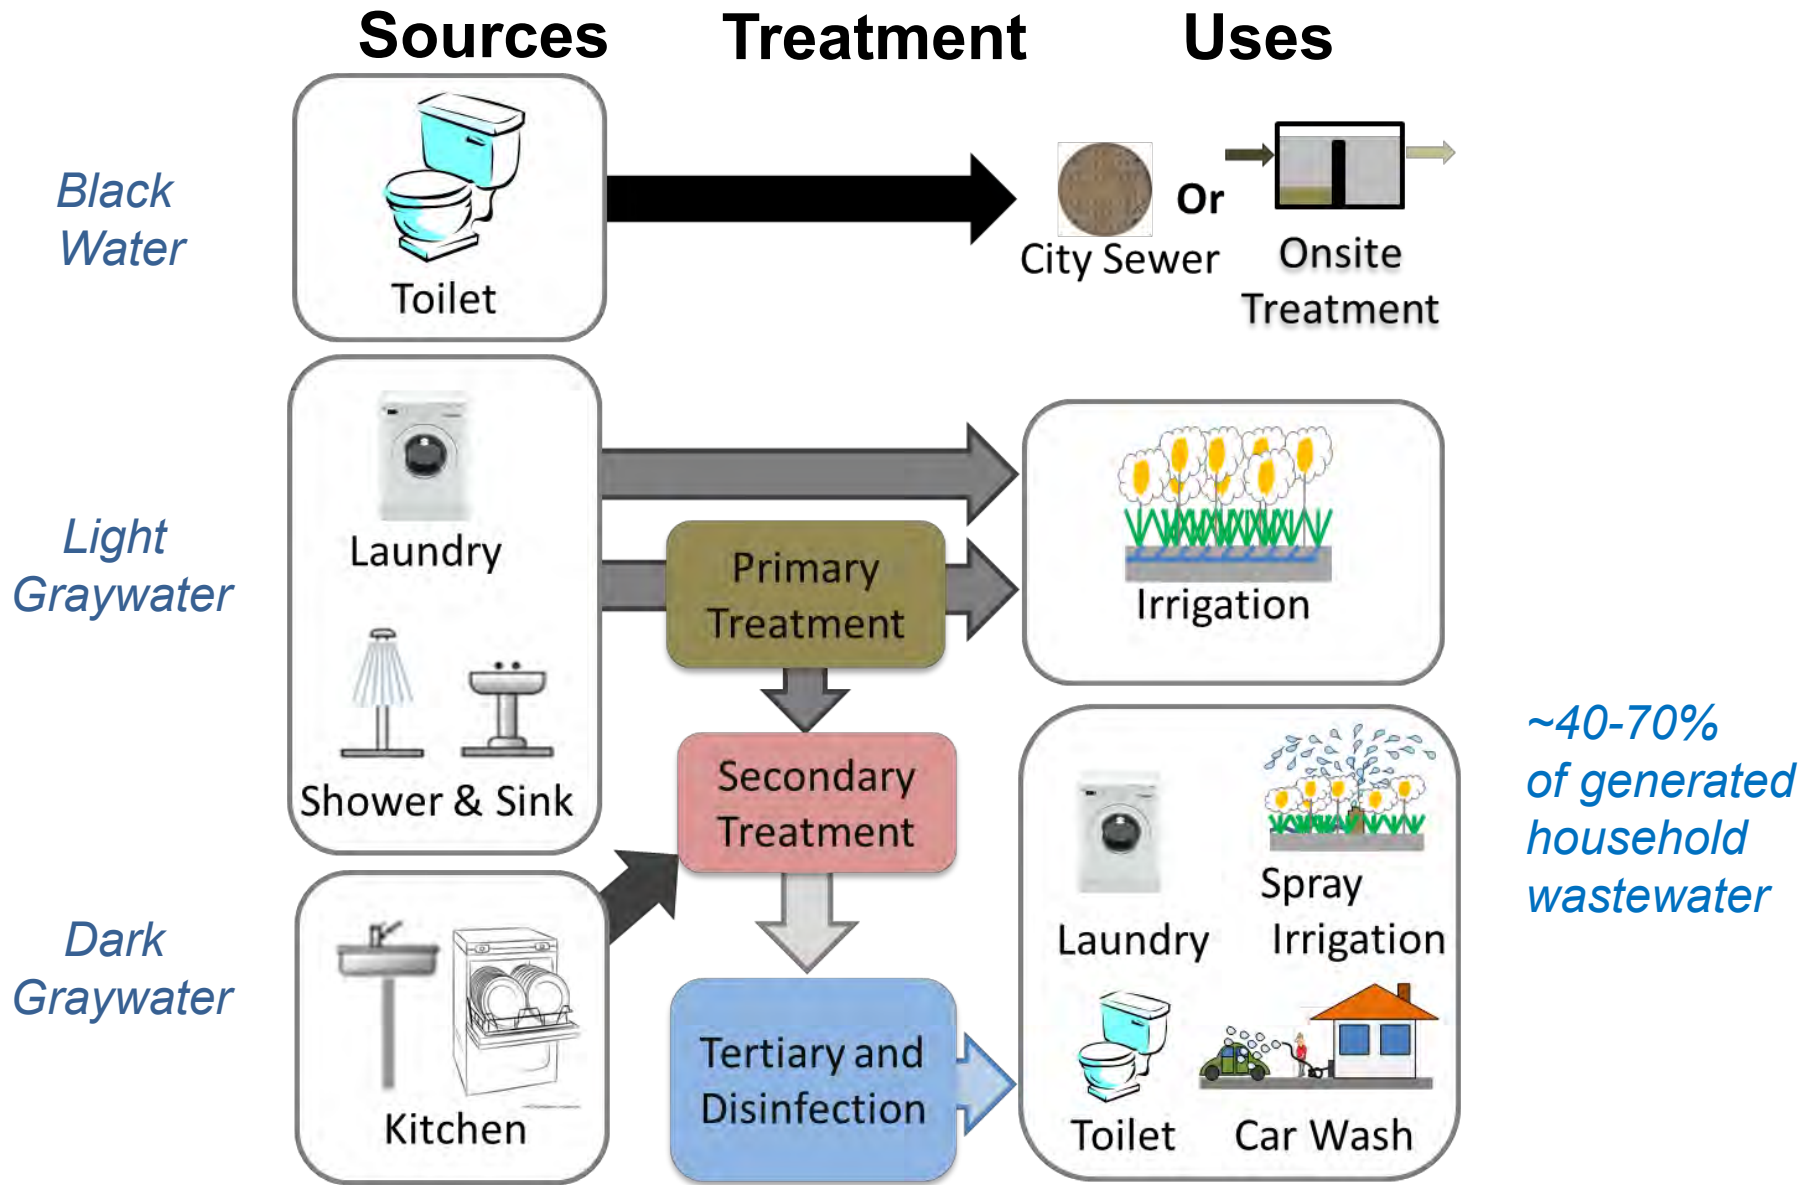 Sources
Treatment
Uses
Black
Water
Toilet
City Sewer
Or
Onsite
Treatment
Light
Graywater
Laundry
Shower & Sink
Primary
Treatment
Irrigation
Secondary
Treatment
Dark
Graywater
Kitchen
Tertiary and
Disinfection
Laundry
Spray
Irrigation
Toilet
Car Wash
~40-70%
of generated
household
wastewater